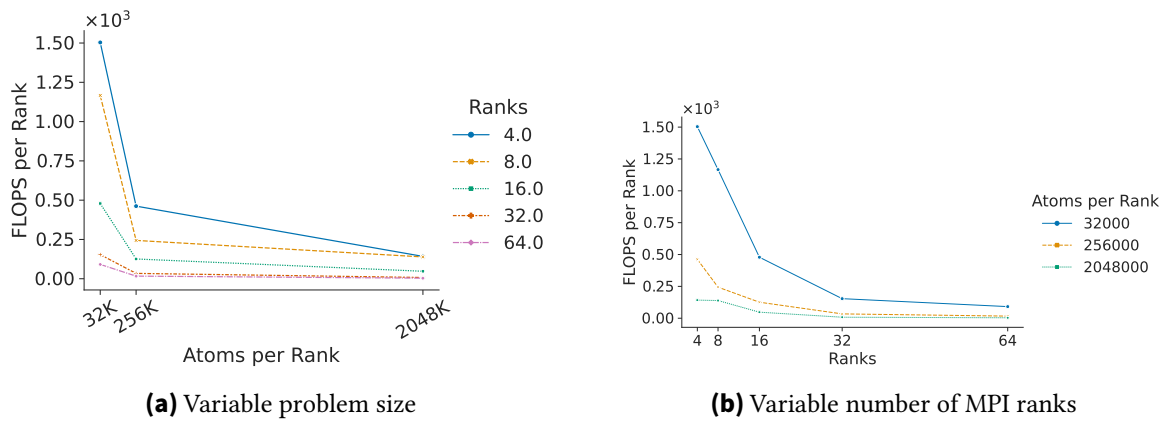 ×10³
1.50
1.25
1.00
0.75
0.50
0.25
0.00
FLOPS per Rank
32K
256K
2048K
Atoms per Rank
Ranks
4.0
8.0
16.0
32.0
64.0
(a) Variable problem size
×10³
1.50
1.25
1.00
0.75
0.50
0.25
0.00
FLOPS per Rank
4 8 16 32 64
Ranks
Atoms per Rank
32000
256000
2048000
(b) Variable number of MPI ranks